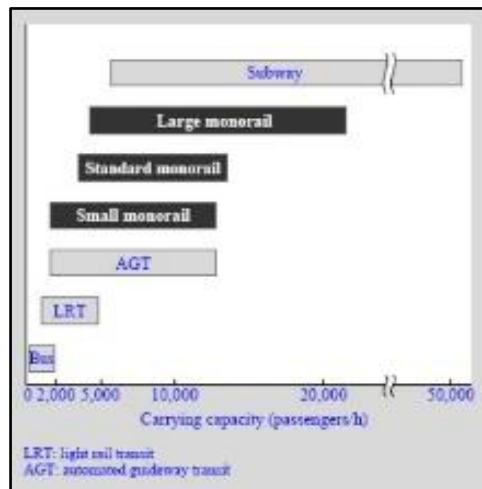 Subway
Large monorail
Standard monorail
Small monorail
AGT
LRT
Bus
0 2,000 5,000 10,000 20,000 50,000
Carrying capacity (passengers/h)
LRT: light rail transit
AGT: automated guideway transit